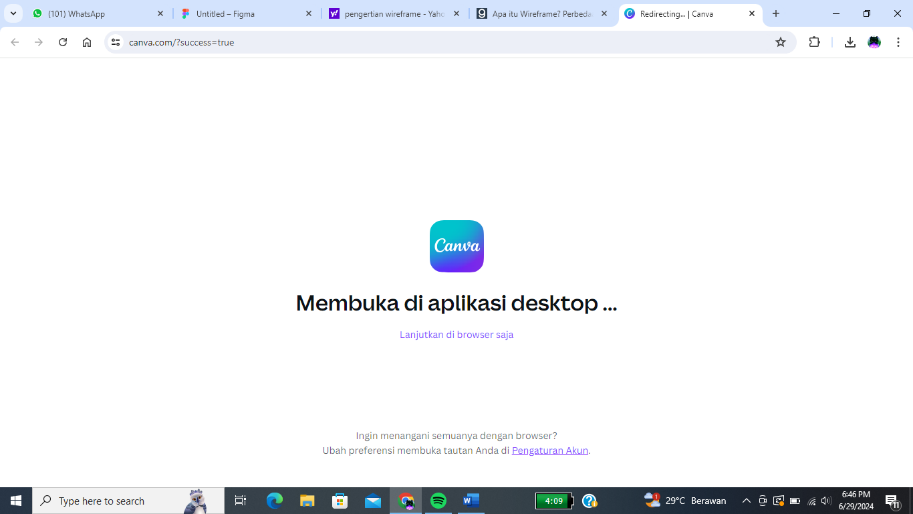 (101) WhatsApp
Untitled – Figma
pengertian wireframe - Yaho
Apa itu Wireframe? Perbeda
Redirecting... | Canva
canva.com/?success=true
Canva
Membuka di aplikasi desktop ...
Lanjutkan di browser saja
Ingin menangani semuanya dengan browser?
Ubah preferensi membuka tautan Anda di Pengaturan Akun.
Type here to search
4:09
29°C Berawan
6:46 PM
6/29/2024
11